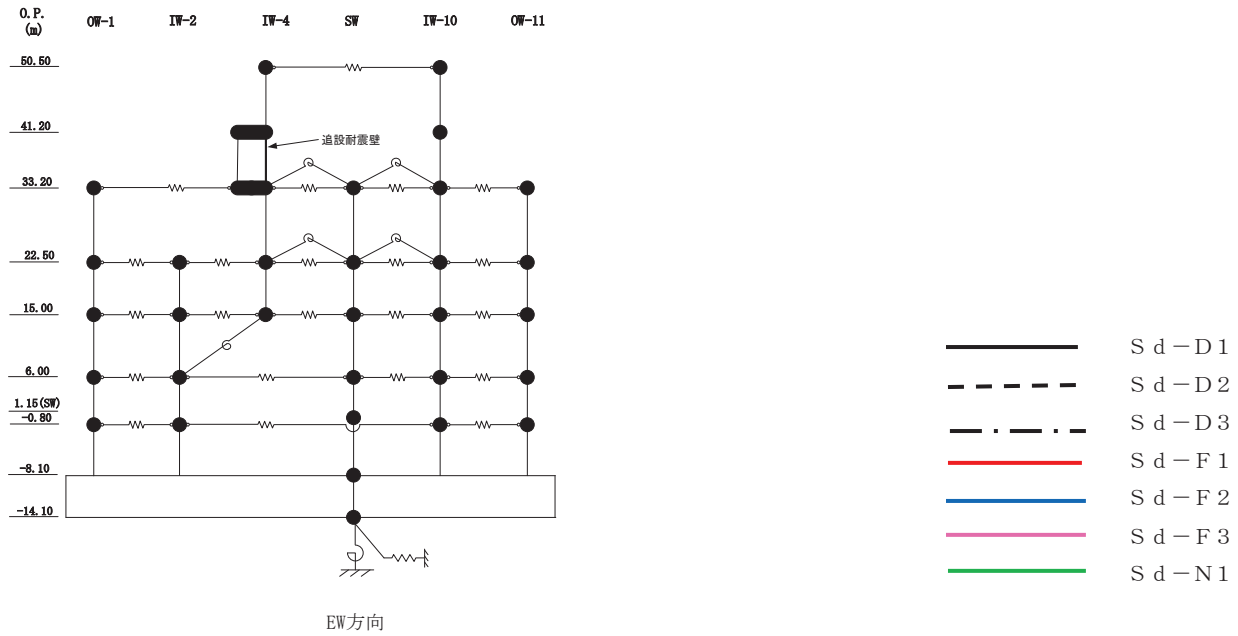 O.P.
(m)
OW-1 IW-2 IW-4 SW IW-10 OW-11
50.50
41.20
追設耐震壁
33.20
22.50
15.00
6.00
1.15(SW)
-0.80
-8.10
-14.10
EW方向
Ｓｄ－Ｄ１
Ｓｄ－Ｄ２
Ｓｄ－Ｄ３
Ｓｄ－Ｆ１
Ｓｄ－Ｆ２
Ｓｄ－Ｆ３
Ｓｄ－Ｎ１